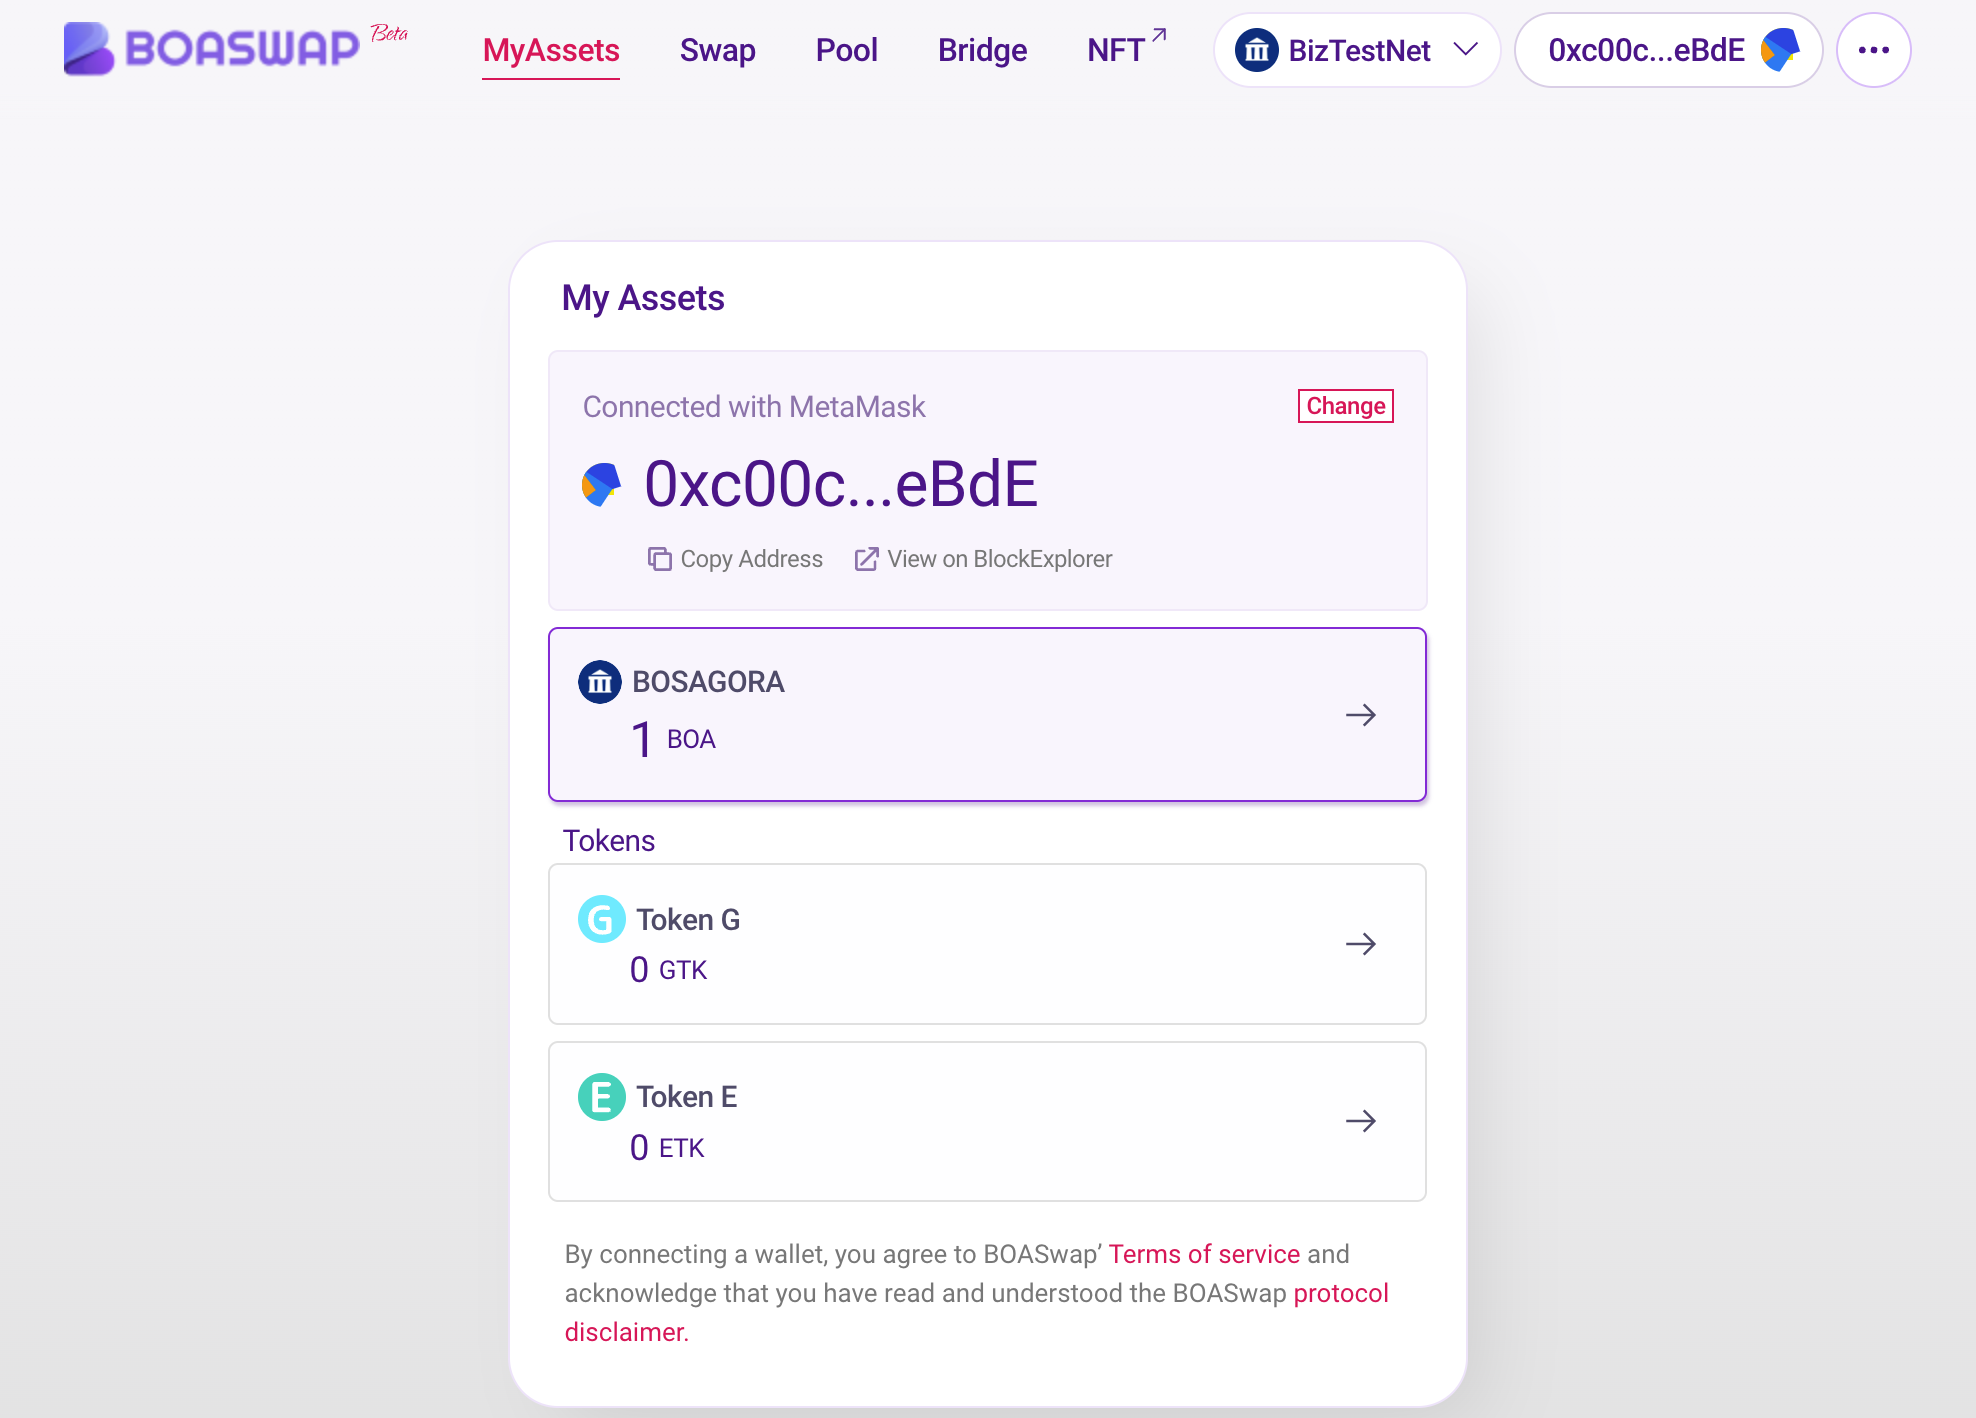 BOASWAP Beta
MyAssets Swap Pool Bridge NFT BizTestNet 0xc00c...eBdE
My Assets
Connected with MetaMask Change
0xc00c...eBdE
Copy Address View on BlockExplorer
BOSAGORA
1 BOA
Tokens
G Token G
0 GTK
E Token E
0 ETK
By connecting a wallet, you agree to BOASwap’ Terms of service and
acknowledge that you have read and understood the BOASwap protocol
disclaimer.